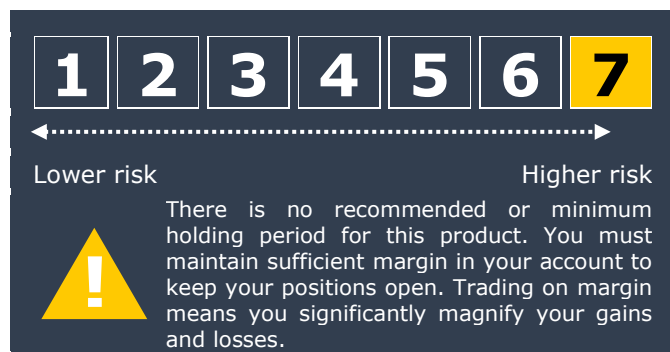 1 2 3 4 5 6 7
Lower risk Higher risk
There is no recommended or minimum
holding period for this product. You must
maintain sufficient margin in your account to
! keep your positions open. Trading on margin
means you significantly magnify your gains
and losses.